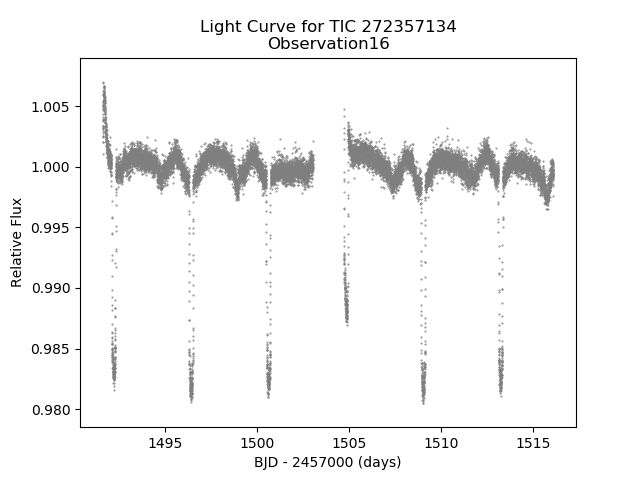 Light Curve for TIC 272357134
Observation16
1.005
1.000
0.995
0.990
0.985
0.980
Relative Flux
1495
1500
1505
1510
1515
BJD - 2457000 (days)